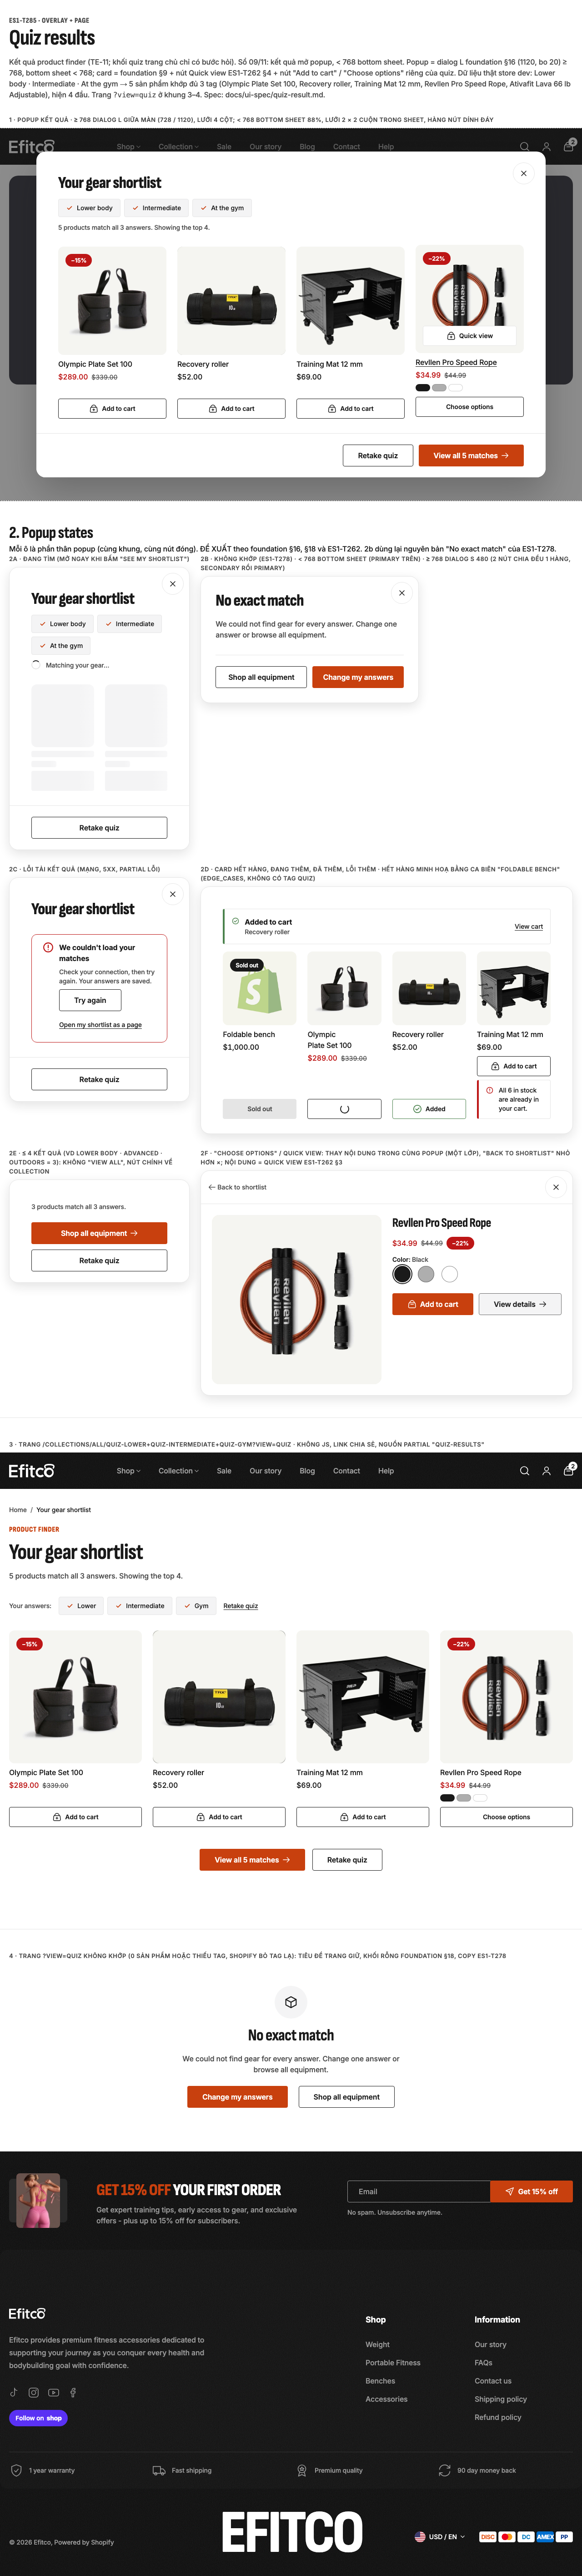 ES1-T285 · OVERLAY + PAGE
Quiz results
Kết quả product finder (TE-11; khối quiz trang chủ chỉ có bước hỏi). Sổ 09/11: kết quả mở popup, < 768 bottom sheet. Popup = dialog L foundation §16 (1120, bo 20) ≥
768, bottom sheet < 768; card = foundation §9 + nút Quick view ES1-T262 §4 + nút "Add to cart" / "Choose options" riêng của quiz. Dữ liệu thật store dev: Lower
body · Intermediate · At the gym → 5 sản phẩm khớp đủ 3 tag (Olympic Plate Set 100, Recovery roller, Training Mat 12 mm, Revllen Pro Speed Rope, Ativafit Lava 66 lb
Adjustable), hiện 4 đầu. Trang ?view=quiz ở khung 3–4. Spec: docs/ui-spec/quiz-result.md.
1 · POPUP KẾT QUẢ · ≥ 768 DIALOG L GIỮA MÀN (728 / 1120), LƯỚI 4 CỘT; < 768 BOTTOM SHEET 88%, LƯỚI 2 × 2 CUỘN TRONG SHEET, HÀNG NÚT DÍNH ĐÁY
Efitco
Shop
Collection
Sale
Our story
Blog
Contact
Help
2
Your gear shortlist
Lower body
Intermediate
At the gym
5 products match all 3 answers. Showing the top 4.
−15%
−22%
Quick view
Olympic Plate Set 100
$289.00 $339.00
Add to cart
Recovery roller
$52.00
Add to cart
Training Mat 12 mm
$69.00
Add to cart
Revllen Pro Speed Rope
$34.99 $44.99
Choose options
Retake quiz
View all 5 matches
2. Popup states
Mỗi ô là phần thân popup (cùng khung, cùng nút đóng). ĐỀ XUẤT theo foundation §16, §18 và ES1-T262. 2b dùng lại nguyên bản "No exact match" của ES1-T278.
2A · ĐANG TÌM (MỞ NGAY KHI BẤM "SEE MY SHORTLIST")
Your gear shortlist
Lower body
Intermediate
At the gym
Matching your gear…
Retake quiz
2B · KHÔNG KHỚP (ES1-T278) · < 768 BOTTOM SHEET (PRIMARY TRÊN) · ≥ 768 DIALOG S 480 (2 NÚT CHIA ĐỀU 1 HÀNG,
SECONDARY RỒI PRIMARY)
No exact match
We could not find gear for every answer. Change one
answer or browse all equipment.
Shop all equipment
Change my answers
2C · LỖI TẢI KẾT QUẢ (MẠNG, 5XX, PARTIAL LỖI)
Your gear shortlist
We couldn't load your
matches
Check your connection, then try
again. Your answers are saved.
Try again
Open my shortlist as a page
Retake quiz
2D · CARD HẾT HÀNG, ĐANG THÊM, ĐÃ THÊM, LỖI THÊM · HẾT HÀNG MINH HOẠ BẰNG CA BIÊN "FOLDABLE BENCH"
(EDGE_CASES, KHÔNG CÓ TAG QUIZ)
Added to cart
Recovery roller
View cart
Sold out
Foldable bench
$1,000.00
Sold out
Olympic
Plate Set 100
$289.00 $339.00
Recovery roller
$52.00
Added
Training Mat 12 mm
$69.00
Add to cart
All 6 in stock
are already in
your cart.
2E · ≤ 4 KẾT QUẢ (VD LOWER BODY · ADVANCED ·
OUTDOORS = 3): KHÔNG "VIEW ALL", NÚT CHÍNH VỀ
COLLECTION
3 products match all 3 answers.
Shop all equipment
Retake quiz
2F · "CHOOSE OPTIONS" / QUICK VIEW: THAY NỘI DUNG TRONG CÙNG POPUP (MỘT LỚP), "BACK TO SHORTLIST" NHỎ
HƠN ×; NỘI DUNG = QUICK VIEW ES1-T262 §3
Back to shortlist
Revllen Pro Speed Rope
$34.99 $44.99 −22%
Color: Black
Add to cart
View details
3 · TRANG /COLLECTIONS/ALL/QUIZ-LOWER+QUIZ-INTERMEDIATE+QUIZ-GYM?VIEW=QUIZ · KHÔNG JS, LINK CHIA SẺ, NGUỒN PARTIAL "QUIZ-RESULTS"
Efitco
Shop
Collection
Sale
Our story
Blog
Contact
Help
2
Home / Your gear shortlist
PRODUCT FINDER
Your gear shortlist
5 products match all 3 answers. Showing the top 4.
Your answers:
Lower
Intermediate
Gym
Retake quiz
−15%
−22%
Olympic Plate Set 100
$289.00 $339.00
Add to cart
Recovery roller
$52.00
Add to cart
Training Mat 12 mm
$69.00
Add to cart
Revllen Pro Speed Rope
$34.99 $44.99
Choose options
View all 5 matches
Retake quiz
4 · TRANG ?VIEW=QUIZ KHÔNG KHỚP (0 SẢN PHẨM HOẶC THIẾU TAG, SHOPIFY BỎ TAG LẠ): TIÊU ĐỀ TRANG GIỮ, KHỐI RỖNG FOUNDATION §18, COPY ES1-T278
No exact match
We could not find gear for every answer. Change one answer or
browse all equipment.
Change my answers
Shop all equipment
GET 15% OFF YOUR FIRST ORDER
Get expert training tips, early access to gear, and exclusive
offers - plus up to 15% off for subscribers.
Email
Get 15% off
No spam. Unsubscribe anytime.
Efitco
Efitco provides premium fitness accessories dedicated to
supporting your journey as you conquer every health and
bodybuilding goal with confidence.
Follow on shop
Shop
Weight
Portable Fitness
Benches
Accessories
Information
Our story
FAQs
Contact us
Shipping policy
Refund policy
1 year warranty
Fast shipping
Premium quality
90 day money back
© 2026 Efitco, Powered by Shopify
EFITCO
USD / EN
DISC
DC
AMEX
PP